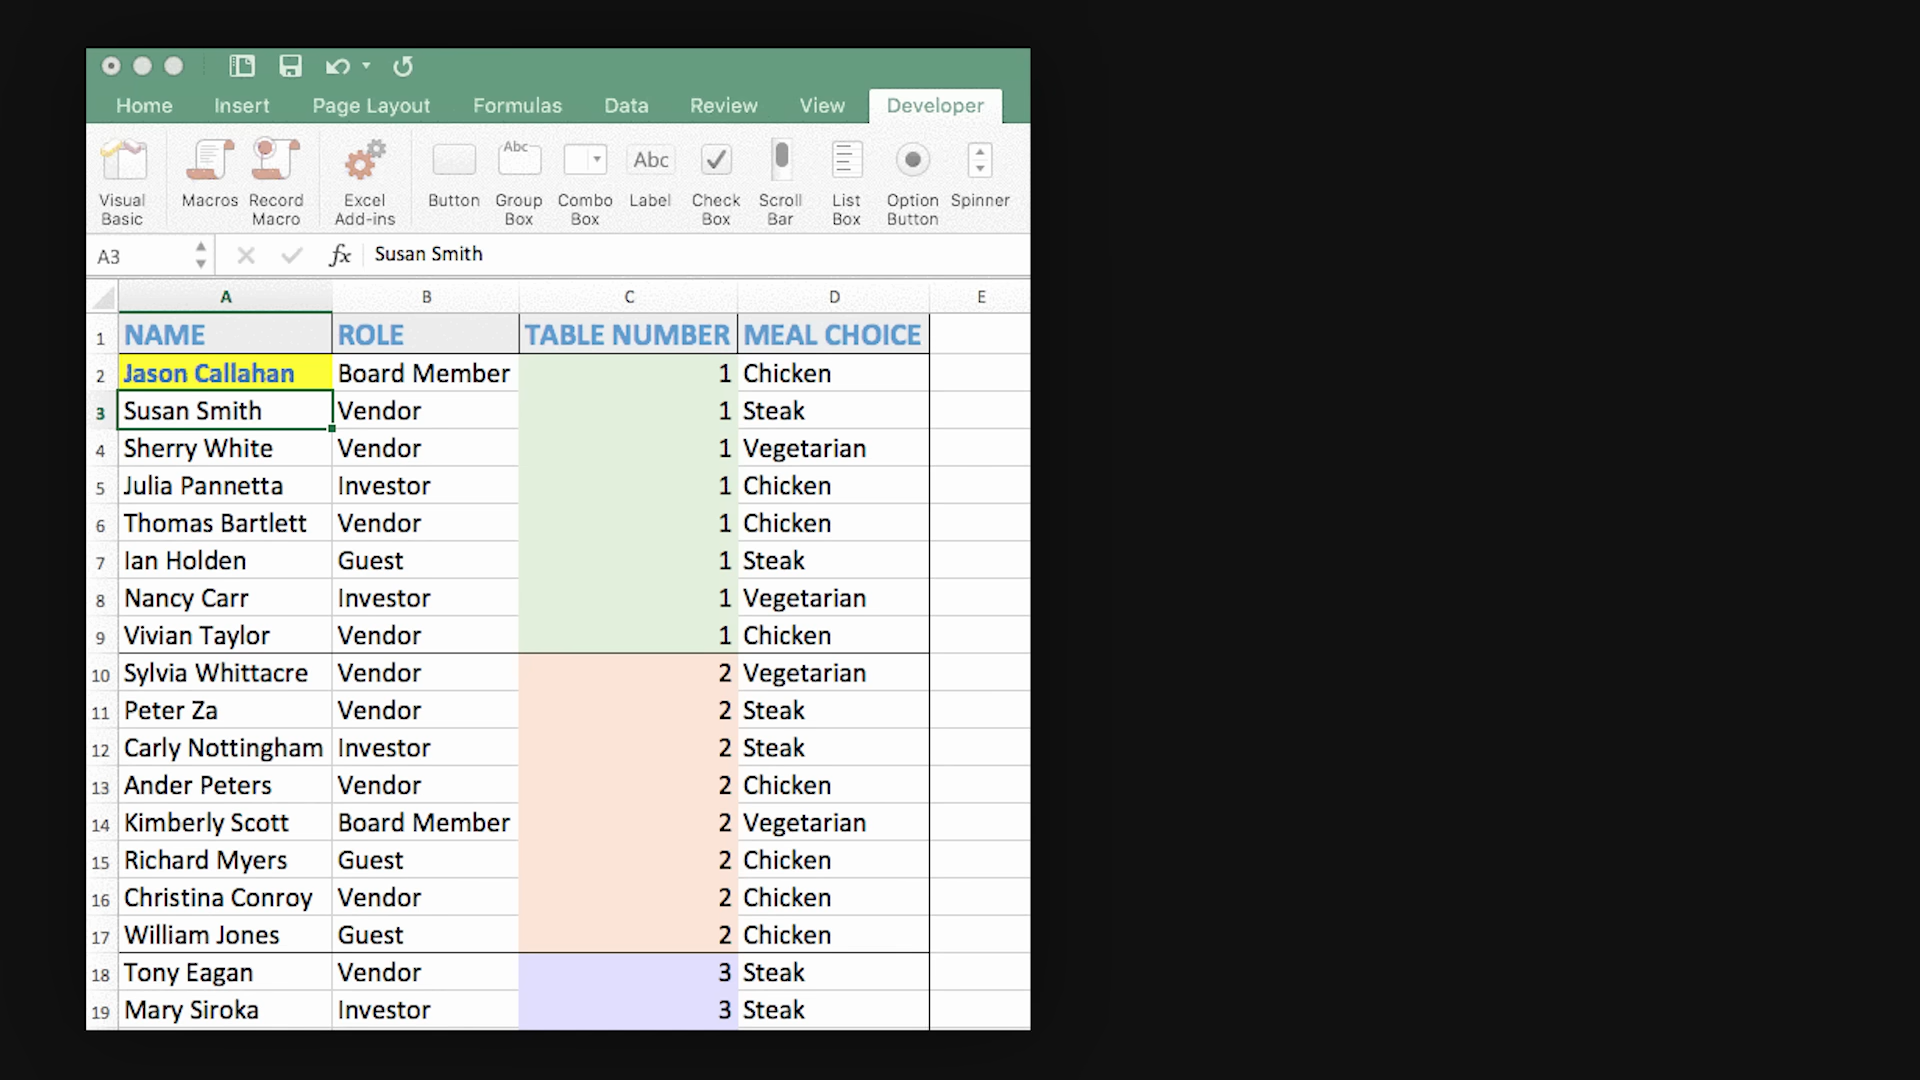 Home Insert Page Layout Formulas Data Review View Developer
Visual Basic Macros Record Macro Excel Add-ins Button Abc Group Box Combo Box Abc Label Check Box Scroll Bar List Box Option Button Spinner
A3 fx Susan Smith
A B C D E
1 NAME ROLE TABLE NUMBER MEAL CHOICE
2 Jason Callahan Board Member 1 Chicken
3 Susan Smith Vendor 1 Steak
4 Sherry White Vendor 1 Vegetarian
5 Julia Pannetta Investor 1 Chicken
6 Thomas Bartlett Vendor 1 Chicken
7 Ian Holden Guest 1 Steak
8 Nancy Carr Investor 1 Vegetarian
9 Vivian Taylor Vendor 1 Chicken
10 Sylvia Whittacre Vendor 2 Vegetarian
11 Peter Za Vendor 2 Steak
12 Carly Nottingham Investor 2 Steak
13 Ander Peters Vendor 2 Chicken
14 Kimberly Scott Board Member 2 Vegetarian
15 Richard Myers Guest 2 Chicken
16 Christina Conroy Vendor 2 Chicken
17 William Jones Guest 2 Chicken
18 Tony Eagan Vendor 3 Steak
19 Mary Siroka Investor 3 Steak